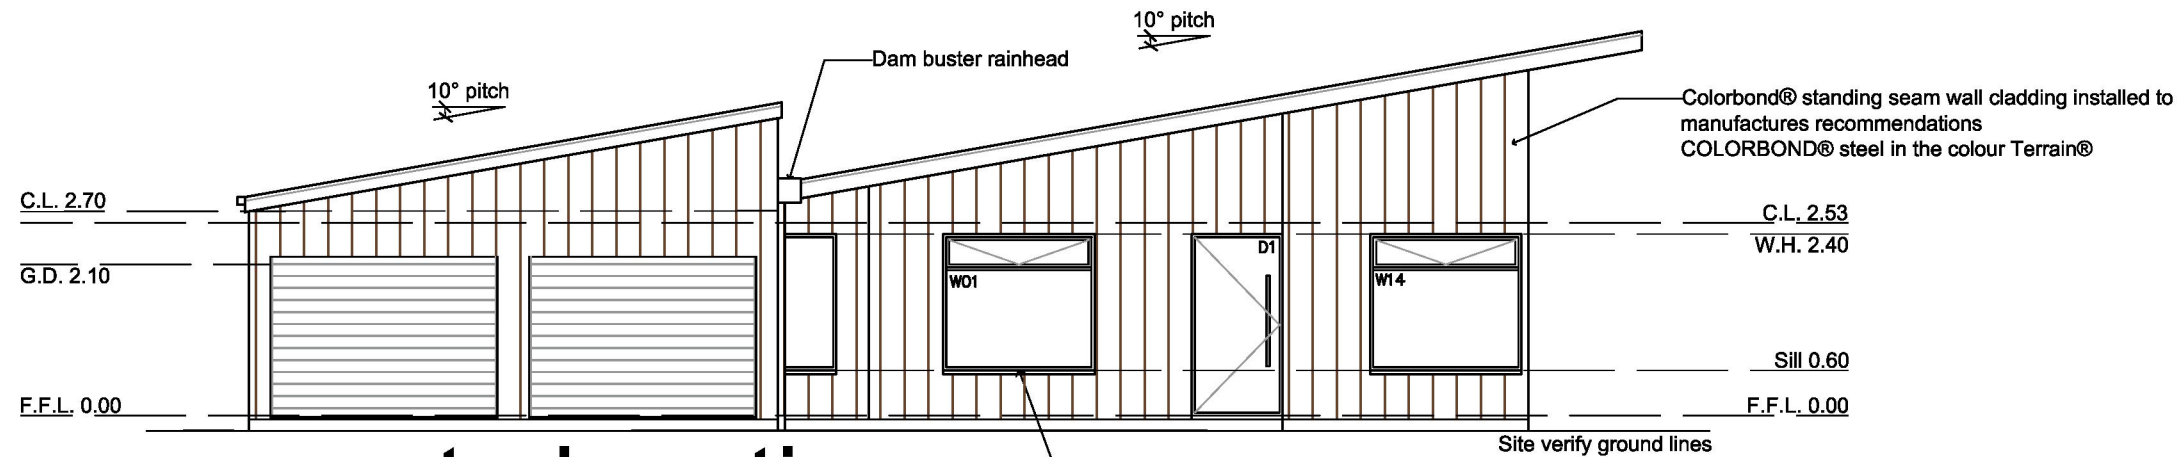 10° pitch
Dam buster rainhead
10° pitch
Colorbond® standing seam wall cladding installed to
manufactures recommendations
COLORBOND® steel in the colour Terrain®
C.L. 2.70
C.L. 2.53
W.H. 2.40
G.D. 2.10
D1
W01
W14
Sill 0.60
F.F.L. 0.00
F.F.L. 0.00
Site verify ground lines